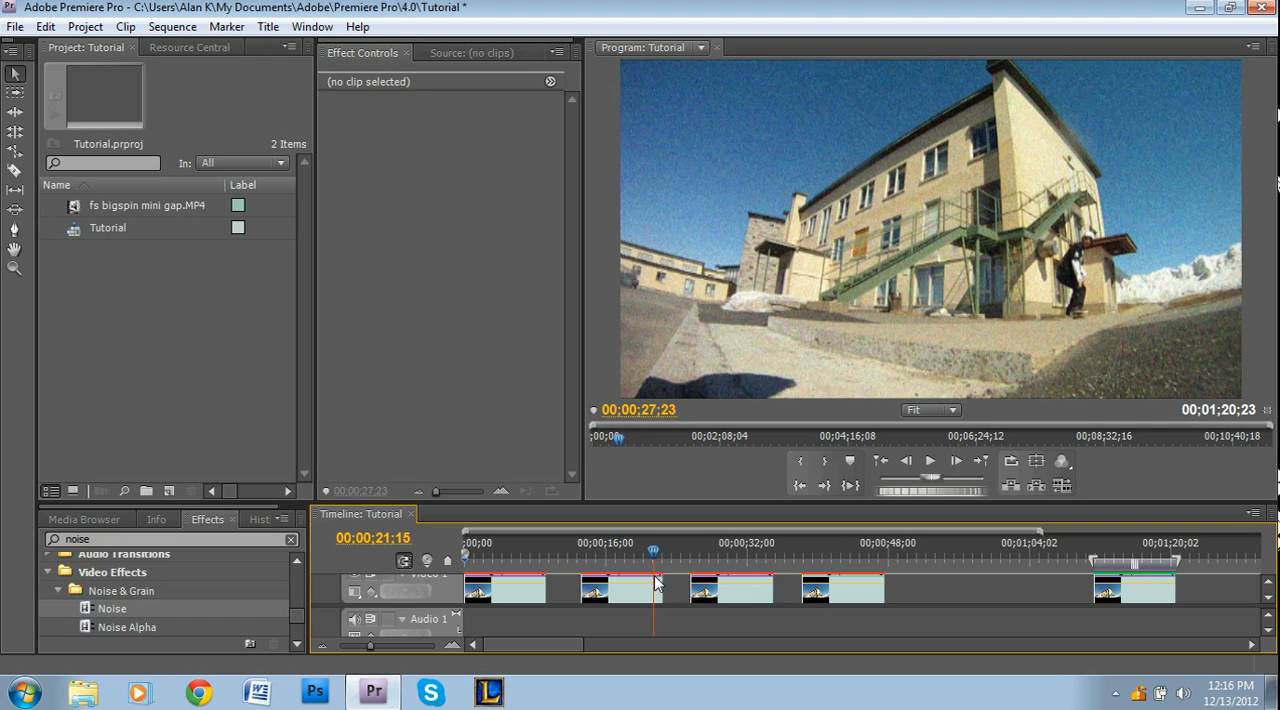 Pr Adobe Premiere Pro - C:\Users\Alan K\My Documents\Adobe\Premiere Pro\4.0\Tutorial *
File Edit Project Clip Sequence Marker Title Window Help
Project: Tutorial Resource Central
Effect Controls Source: (no clips)
Program: Tutorial
(no clip selected)
Tutorial.prproj 2 Items
In: All
Name Label
fs bigspin mini gap.MP4
Tutorial
00;00;27;23 Fit 00;01;20;23
;00;00 00;02;08;04 00;04;16;08 00;06;24;12 00;08;32;16 00;10;40;18
00;00;27;23
Media Browser Info Effects Hist
noise
Audio Transitions
Video Effects
Noise & Grain
Noise
Noise Alpha
Timeline: Tutorial
00;00;21;15
;00;00 00;00;16;00 00;00;32;00 00;00;48;00 00;01;04;02 00;01;20;02
Video 1
Audio 1
Ps Pr S L
12:16 PM
12/13/2012